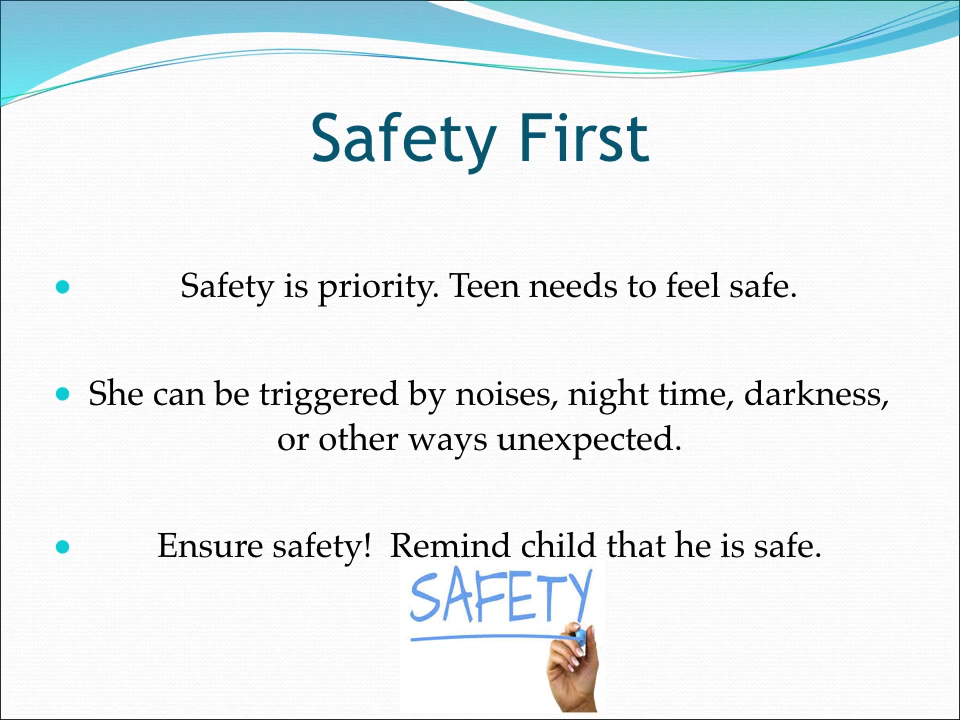 Safety First
• Safety is priority. Teen needs to feel safe.
• She can be triggered by noises, night time, darkness,
or other ways unexpected.
• Ensure safety!  Remind child that he is safe.
SAFETY